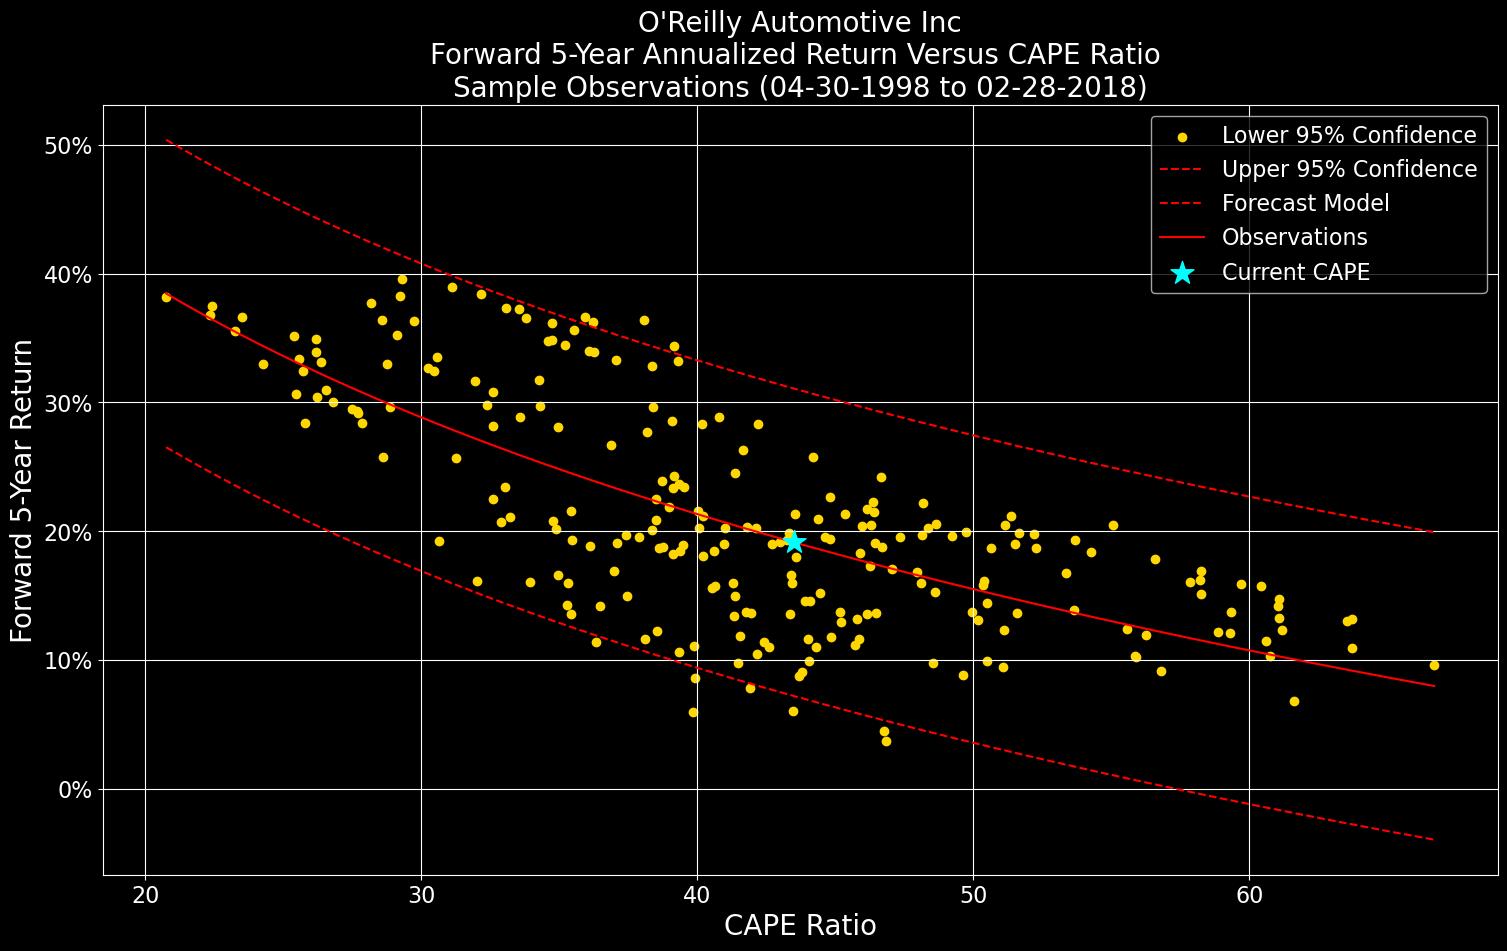 O'Reilly Automotive Inc
Forward 5-Year Annualized Return Versus CAPE Ratio
Sample Observations (04-30-1998 to 02-28-2018)
Lower 95% Confidence
Upper 95% Confidence
Forecast Model
Observations
Current CAPE
Forward 5-Year Return
50%
40%
30%
20%
10%
0%
20
30
40
50
60
CAPE Ratio